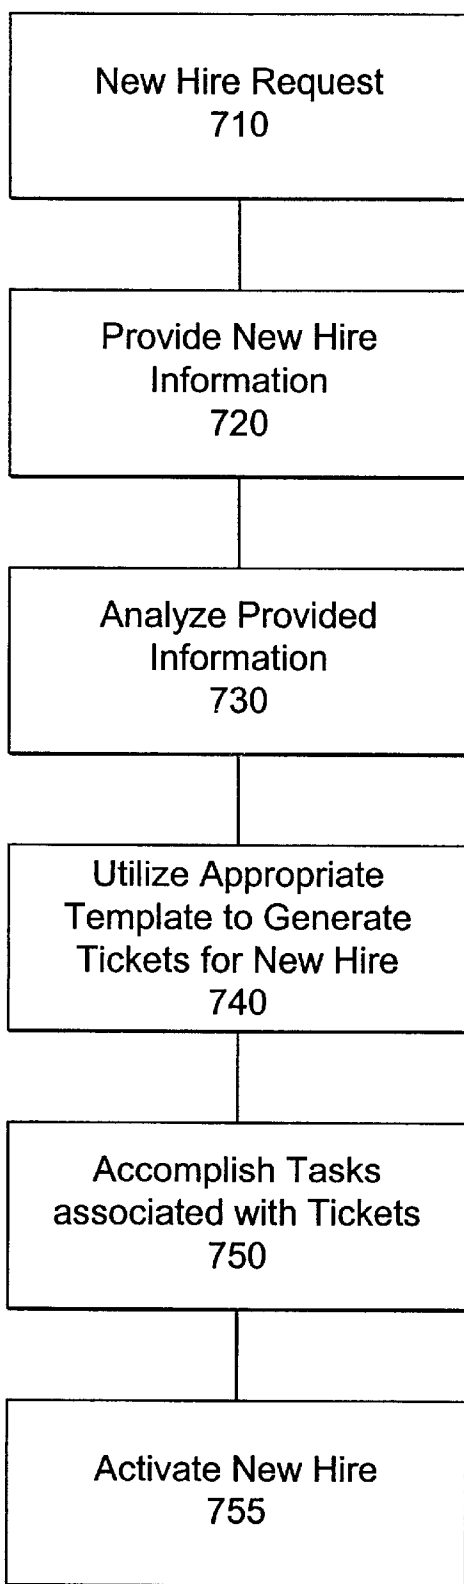 New Hire Request
710
Provide New Hire
Information
720
Analyze Provided
Information
730
Utilize Appropriate
Template to Generate
Tickets for New Hire
740
Accomplish Tasks
associated with Tickets
750
Activate New Hire
755